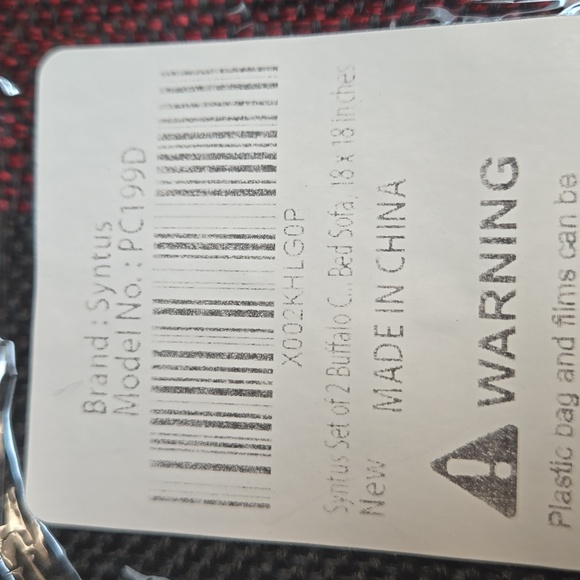 Brand : Syntus
Model No. : PC199D
X002KHLG0P
Syntus Set of 2 Buffalo C.. Bed Sofa, 18 x 18 inches
New
MADE IN CHINA
WARNING
Plastic bag and films can be